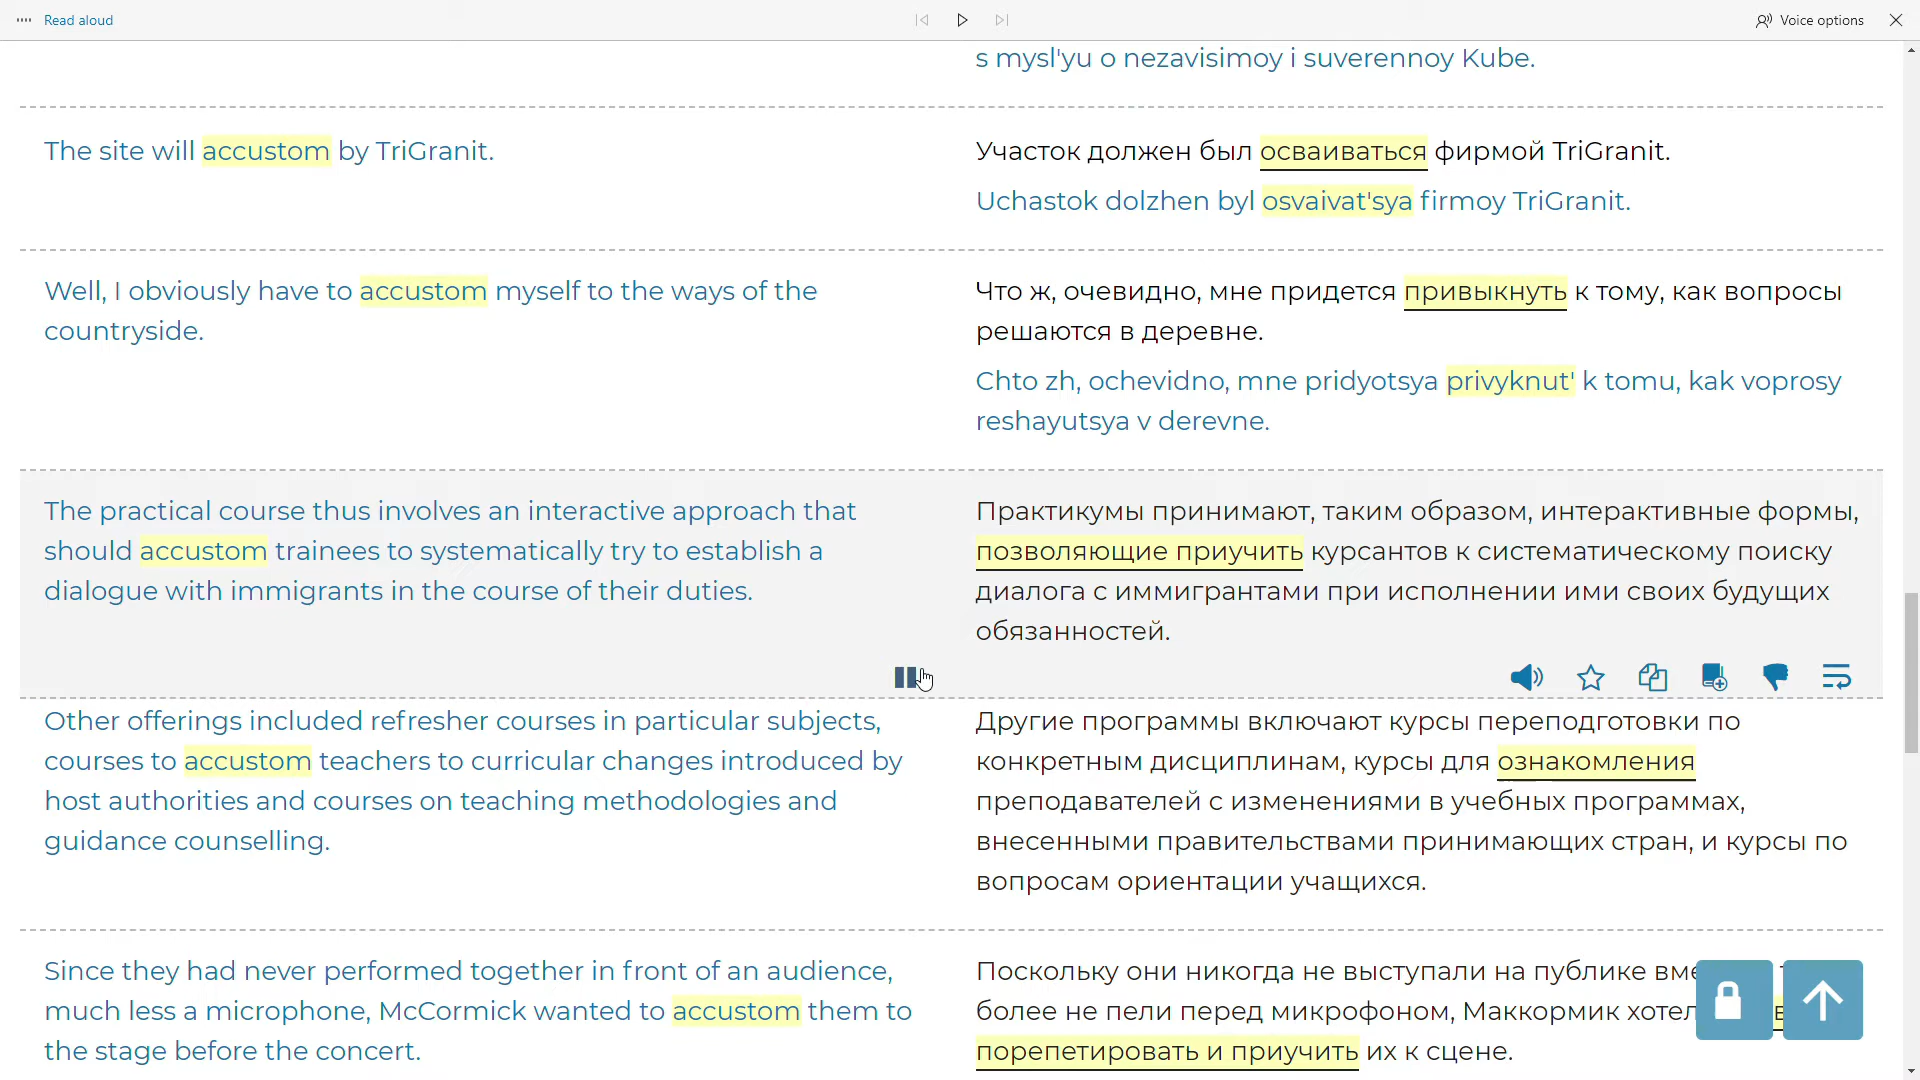 Read aloud
Voice options
s mysl'yu o nezavisimoy i suverennoy Kube.
The site will accustom by TriGranit.
Участок должен был осваиваться фирмой TriGranit.
Uchastok dolzhen byl osvaivat'sya firmoy TriGranit.
Well, I obviously have to accustom myself to the ways of the
countryside.
Что ж, очевидно, мне придется привыкнуть к тому, как вопросы
решаются в деревне.
Chto zh, ochevidno, mne pridyotsya privyknut' k tomu, kak voprosy
reshayutsya v derevne.
The practical course thus involves an interactive approach that
should accustom trainees to systematically try to establish a
dialogue with immigrants in the course of their duties.
Практикумы принимают, таким образом, интерактивные формы,
позволяющие приучить курсантов к систематическому поиску
диалога с иммигрантами при исполнении ими своих будущих
обязанностей.
Other offerings included refresher courses in particular subjects,
courses to accustom teachers to curricular changes introduced by
host authorities and courses on teaching methodologies and
guidance counselling.
Другие программы включают курсы переподготовки по
конкретным дисциплинам, курсы для ознакомления
преподавателей с изменениями в учебных программах,
внесенными правительствами принимающих стран, и курсы по
вопросам ориентации учащихся.
Since they had never performed together in front of an audience,
much less a microphone, McCormick wanted to accustom them to
the stage before the concert.
Поскольку они никогда не выступали на публике
более не пели перед микрофоном, Маккормик
порепетировать и приучить их к сцене.